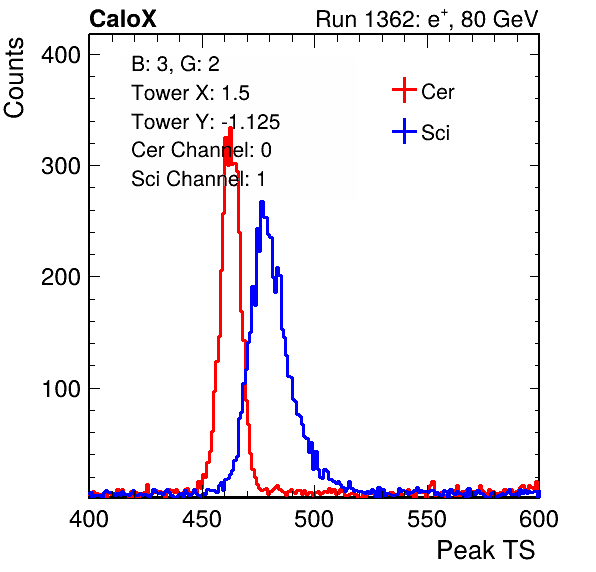 CaloX Run 1362: e⁺, 80 GeV
Counts
400
300
200
100
B: 3, G: 2
Tower X: 1.5
Tower Y: -1.125
Cer Channel: 0
Sci Channel: 1
Cer
Sci
400 450 500 550 600
Peak TS